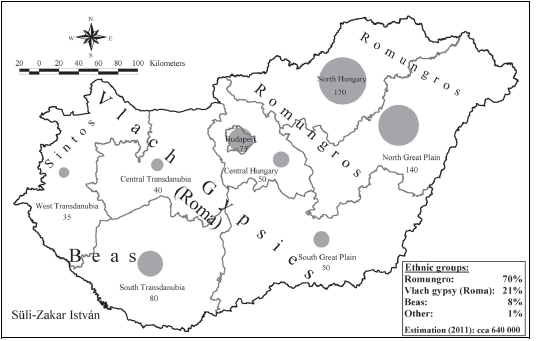 N
W E
S
20 0 20 40 60 80 100 Kilometers
Romungros
North Hungary
170
Romungros
Vlach Gypsies
(Roma)
Sintos
Budapest
75
North Great Plain
140
Central Hungary
50
Central Transdanubia
40
West Transdanubia
35
Beas
South Transdanubia
80
South Great Plain
50
Ethnic groups:
Romungro: 70%
Vlach gypsy (Roma): 21%
Beas: 8%
Other: 1%
Estimation (2011): cca 640 000
Süli-Zakar István